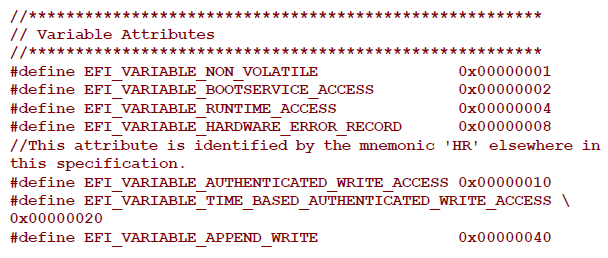 //*******************************************************
// Variable Attributes
//*******************************************************
#define EFI_VARIABLE_NON_VOLATILE 0x00000001
#define EFI_VARIABLE_BOOTSERVICE_ACCESS 0x00000002
#define EFI_VARIABLE_RUNTIME_ACCESS 0x00000004
#define EFI_VARIABLE_HARDWARE_ERROR_RECORD 0x00000008
//This attribute is identified by the mnemonic 'HR' elsewhere in
this specification.
#define EFI_VARIABLE_AUTHENTICATED_WRITE_ACCESS 0x00000010
#define EFI_VARIABLE_TIME_BASED_AUTHENTICATED_WRITE_ACCESS \
0x00000020
#define EFI_VARIABLE_APPEND_WRITE 0x00000040